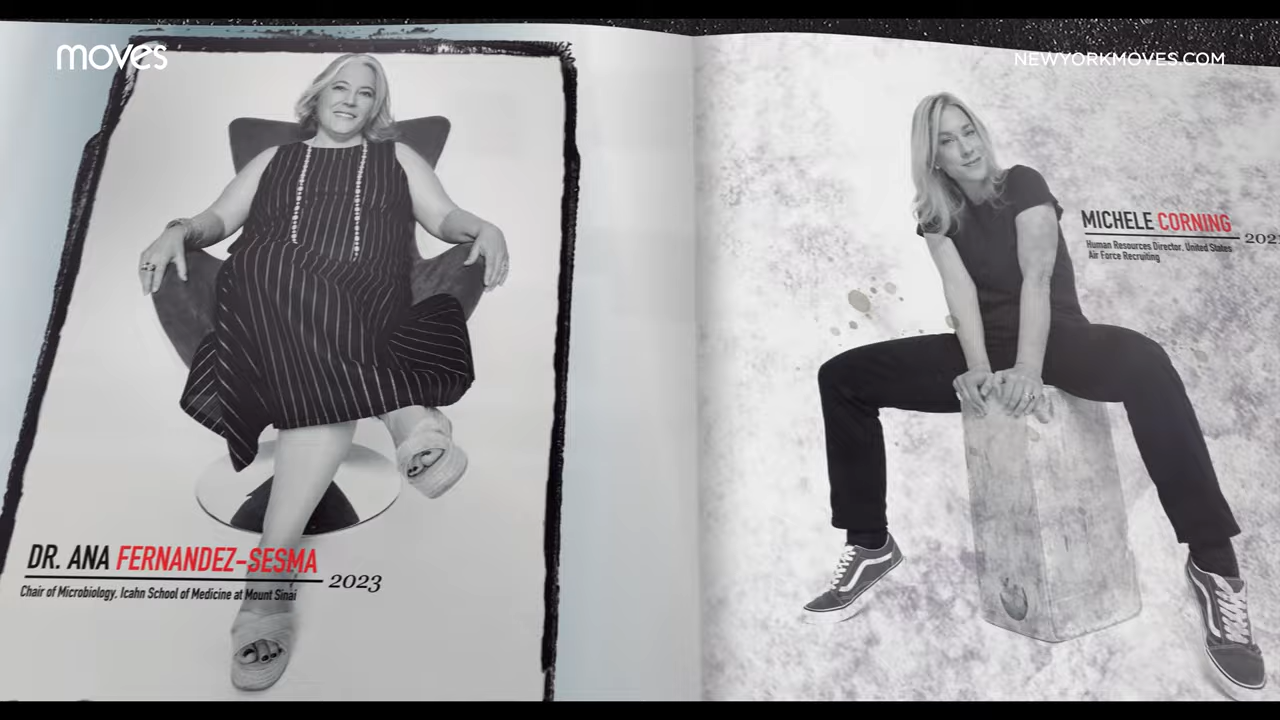 moves
NEWYORKMOVES.COM
DR. ANA FERNANDEZ-SESMA
2023
Chair of Microbiology, Icahn School of Medicine at Mount Sinai
MICHELE CORNING
Human Resources Director, United States
Air Force Recruiting